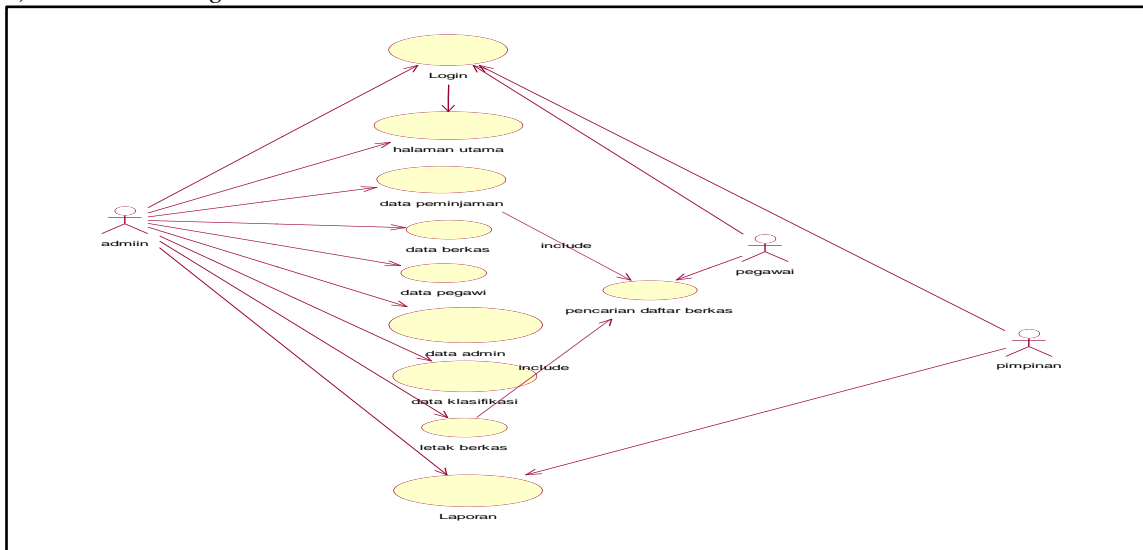 Login
halaman utama
data peminjaman
admiin
data berkas
include
pegawai
data pegawi
pencarian daftar berkas
data admin
include
pimpinan
data klasifikasi
letak berkas
Laporan